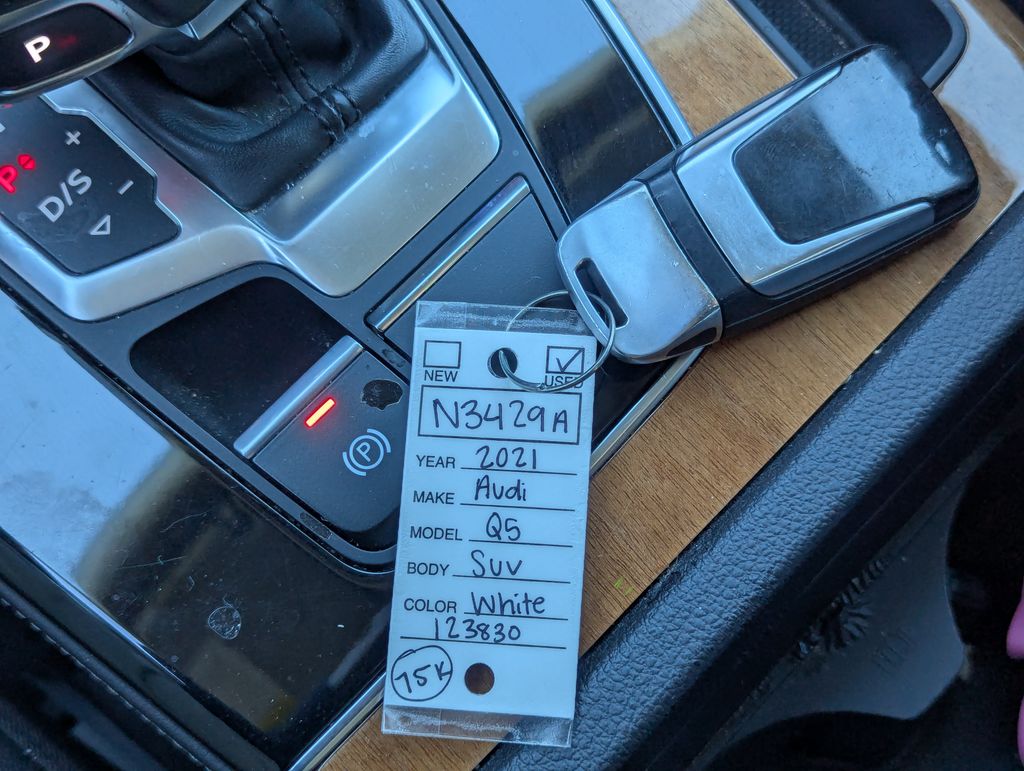 P
P
+
D/S
−
P
NEW
USED
N3429A
YEAR 2021
MAKE Audi
MODEL Q5
BODY SUV
COLOR White
123830
75K